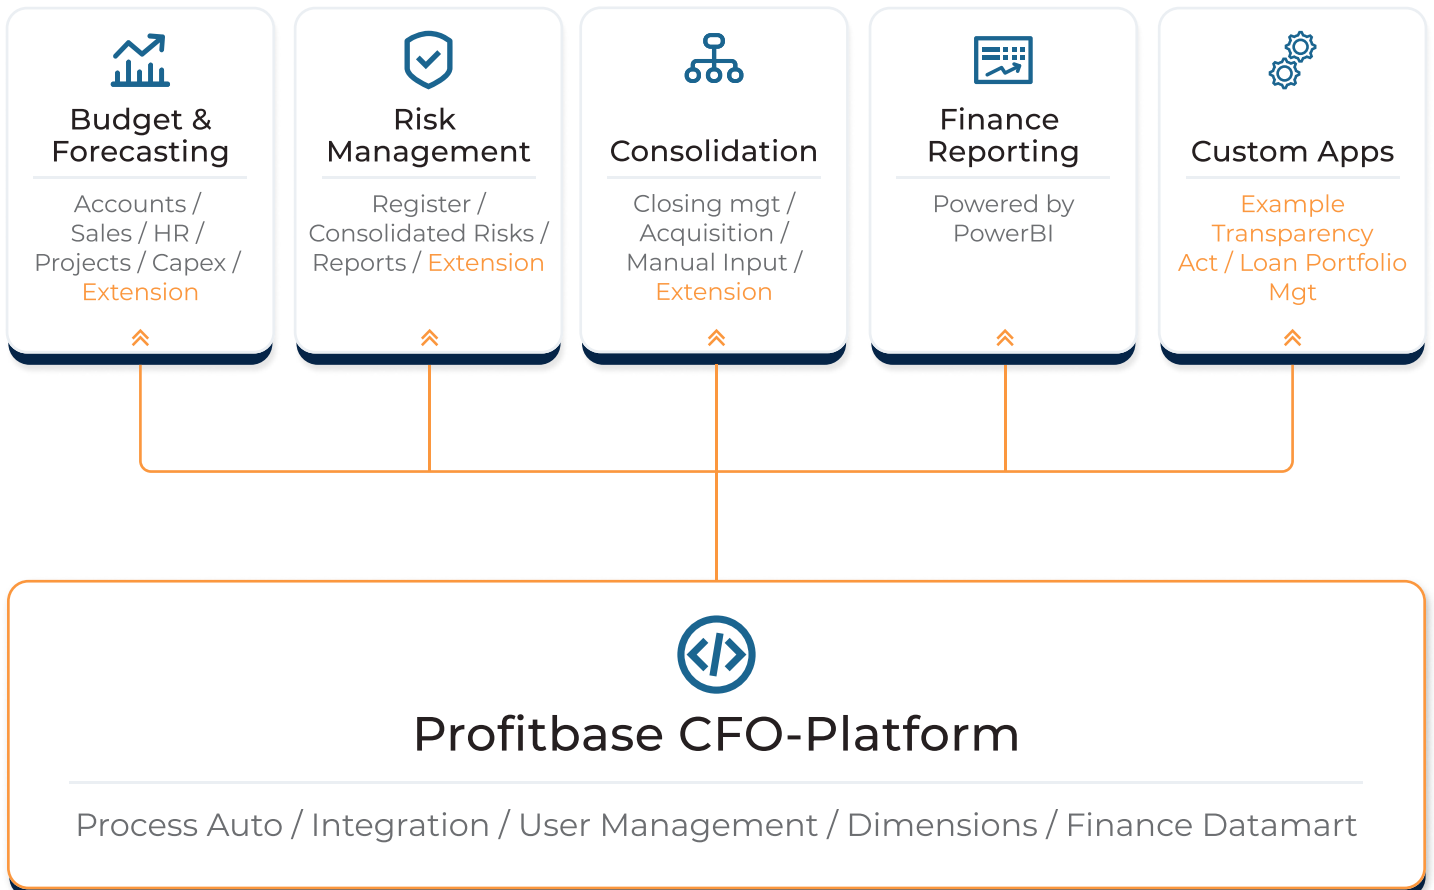 Budget &
Forecasting
Accounts /
Sales / HR /
Projects / Capex /
Extension
Risk
Management
Register /
Consolidated Risks /
Reports / Extension
Consolidation
Closing mgt /
Acquisition /
Manual Input /
Extension
Finance
Reporting
Powered by
PowerBI
Custom Apps
Example
Transparency
Act / Loan Portfolio
Mgt
Profitbase CFO-Platform
Process Auto / Integration / User Management / Dimensions / Finance Datamart